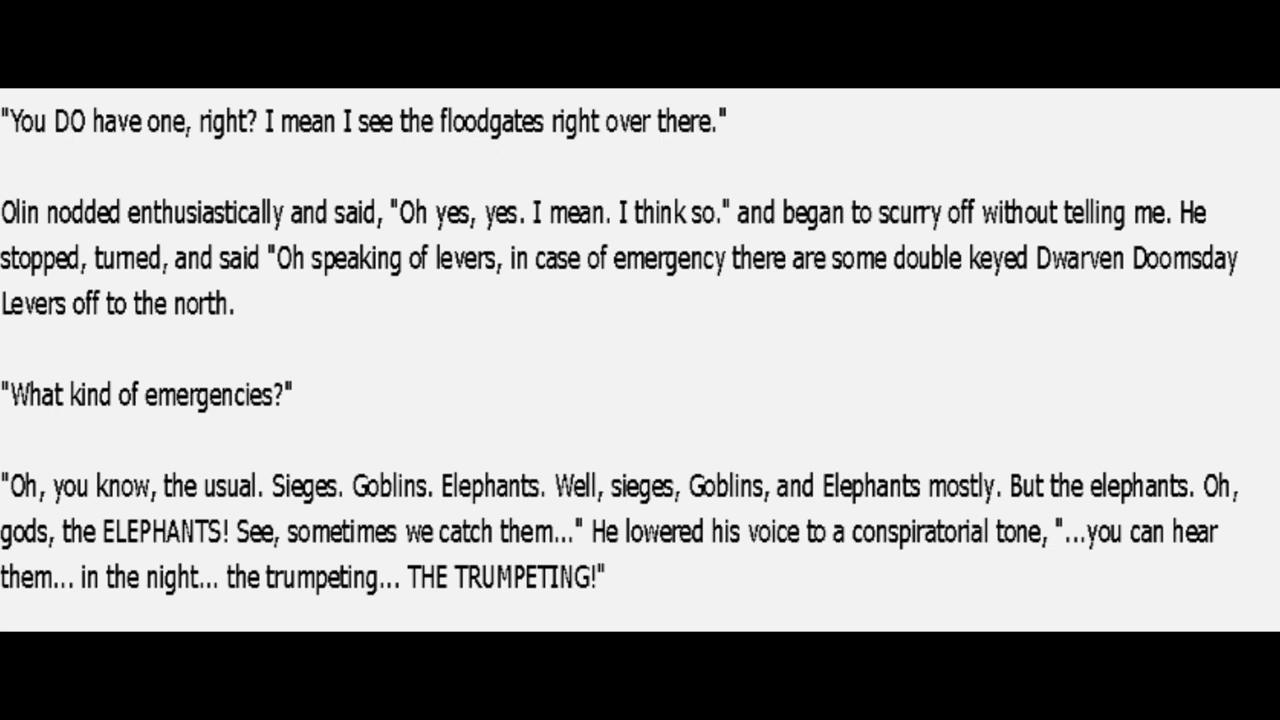 "You DO have one, right? I mean I see the floodgates right over there."
Olin nodded enthusiastically and said, "Oh yes, yes. I mean. I think so." and began to scurry off without telling me. He
stopped, turned, and said "Oh speaking of levers, in case of emergency there are some double keyed Dwarven Doomsday
Levers off to the north.
"What kind of emergencies?"
"Oh, you know, the usual. Sieges. Goblins. Elephants. Well, sieges, Goblins, and Elephants mostly. But the elephants. Oh,
gods, the ELEPHANTS! See, sometimes we catch them..." He lowered his voice to a conspiratorial tone, "...you can hear
them... in the night... the trumpeting... THE TRUMPETING!"